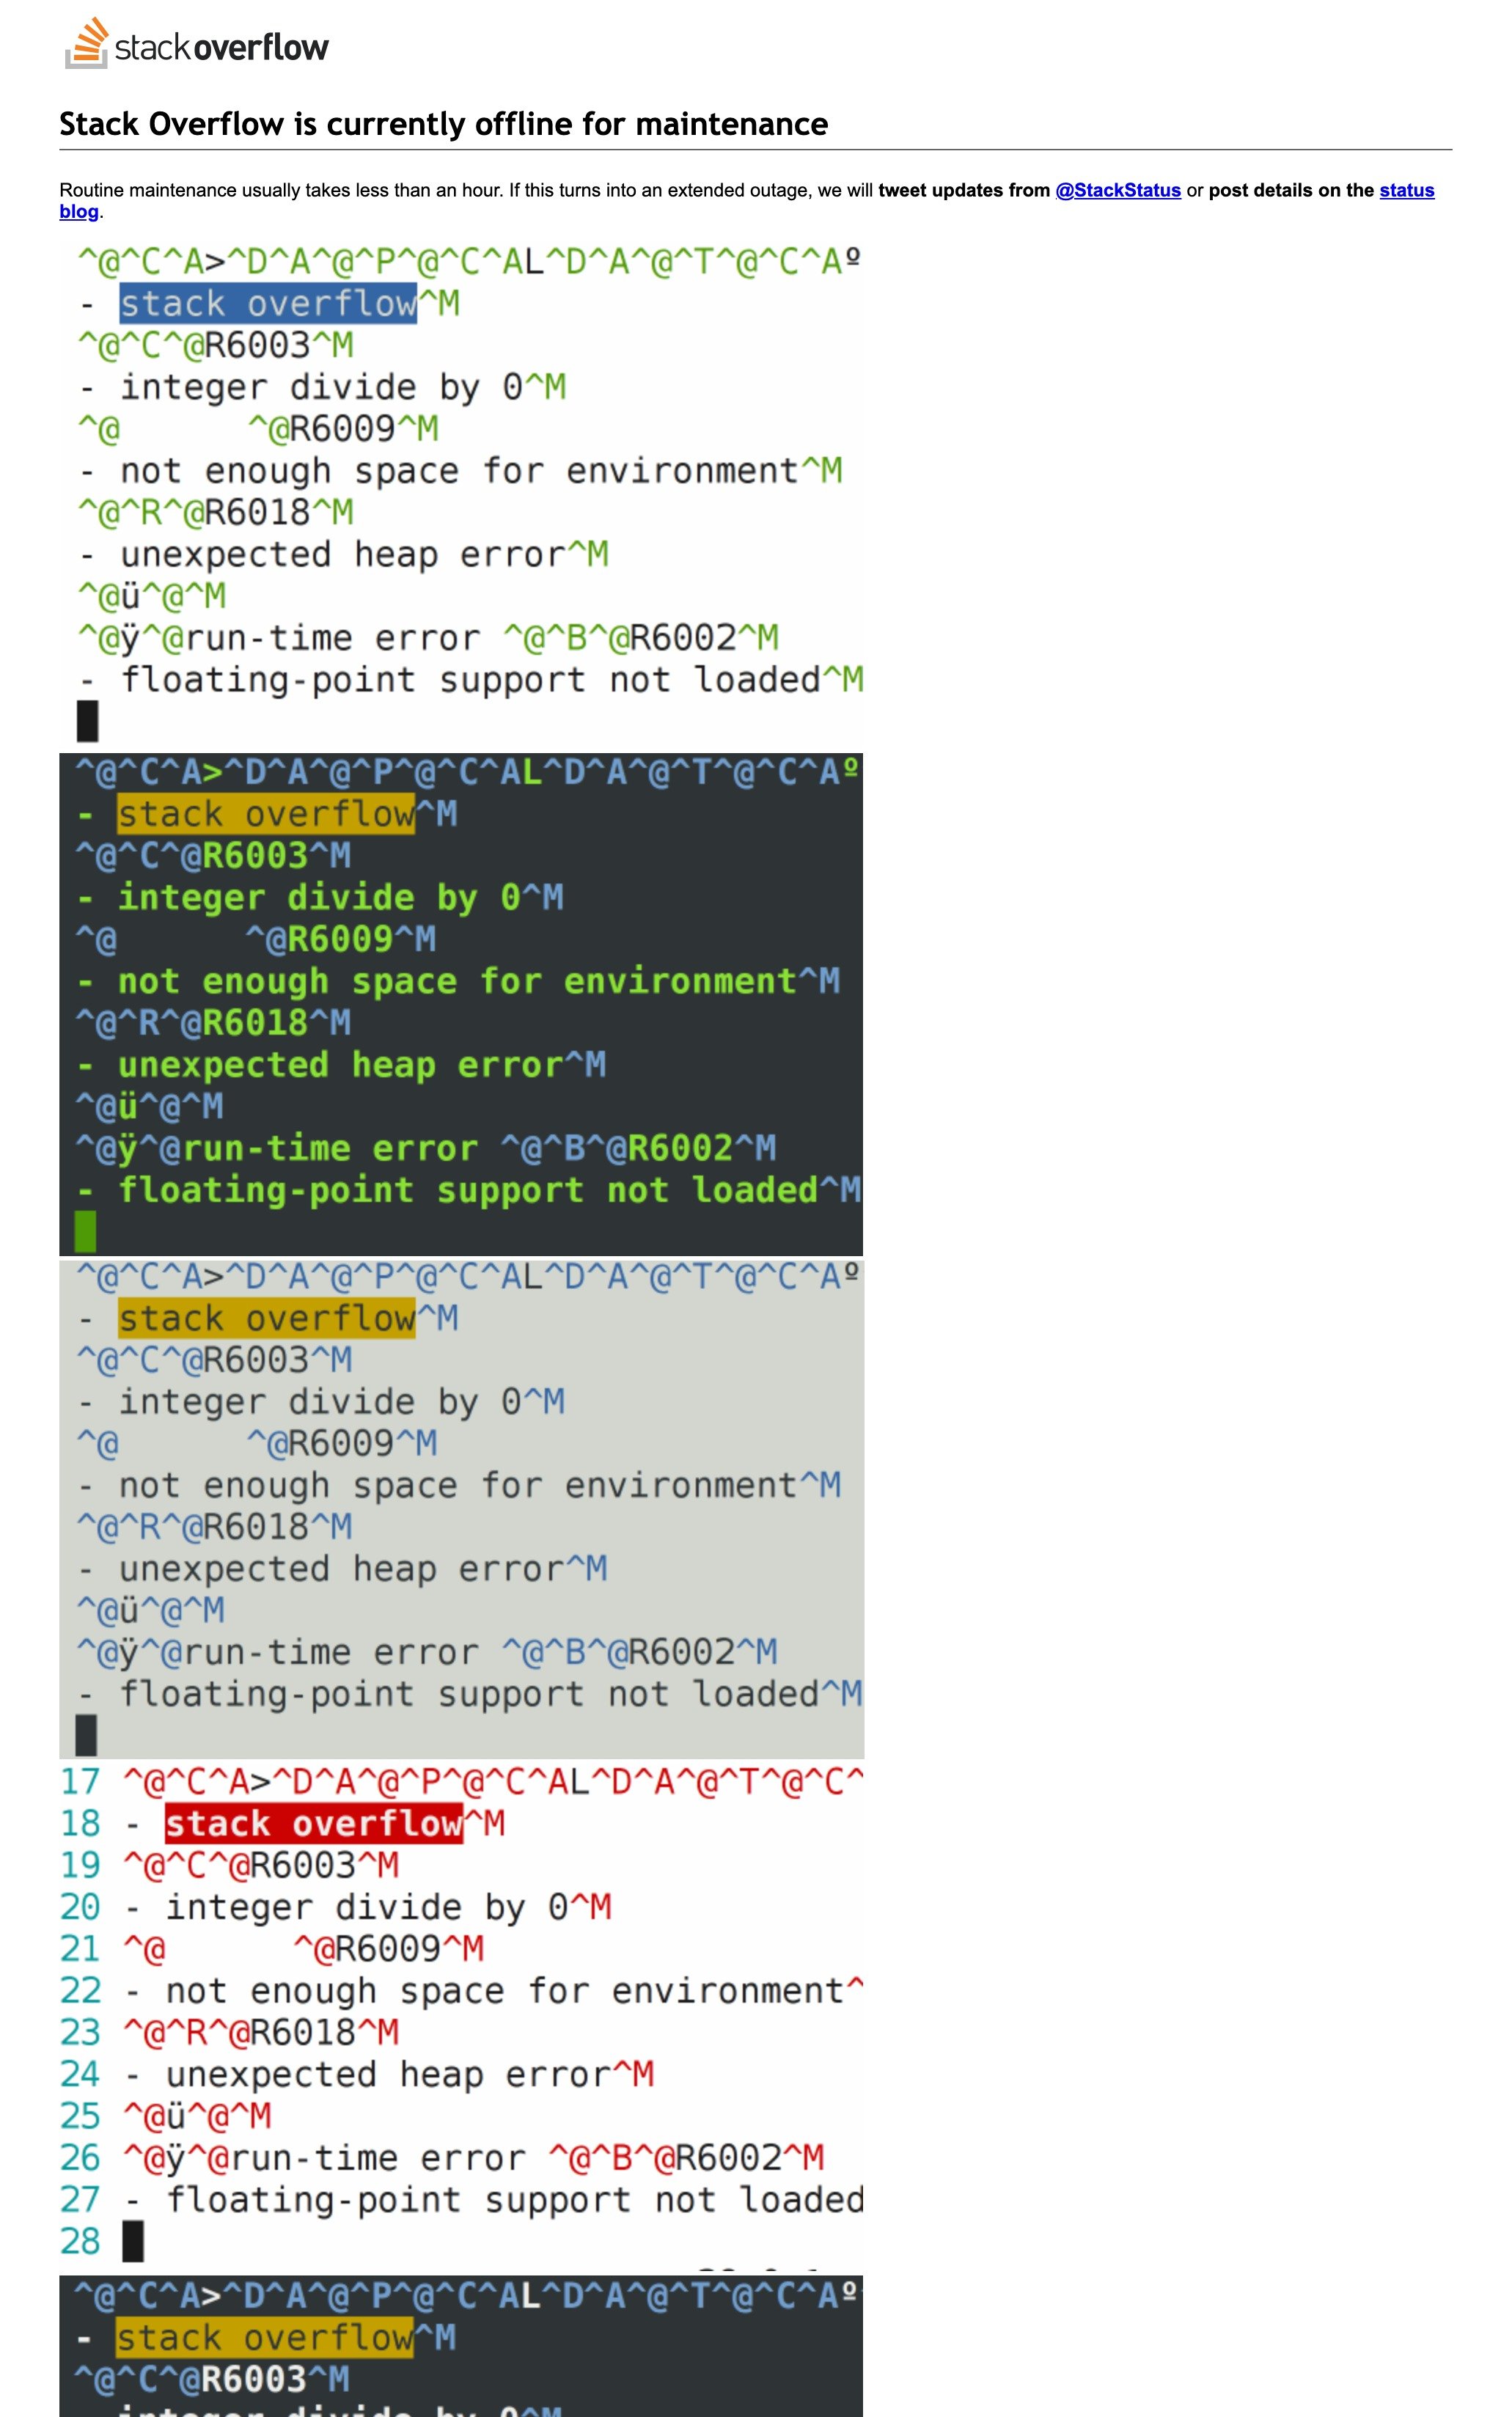 stackoverflow
Stack Overflow is currently offline for maintenance
Routine maintenance usually takes less than an hour. If this turns into an extended outage, we will tweet updates from @StackStatus or post details on the status
blog.
^@^C^A>^D^A^@^P^@^C^AL^D^A^@^T^@^C^Aº
- stack overflow^M
^@^C^@R6003^M
- integer divide by 0^M
^@      ^@R6009^M
- not enough space for environment^M
^@^R^@R6018^M
- unexpected heap error^M
^@ü^@^M
^@ÿ^@run-time error ^@^B^@R6002^M
- floating-point support not loaded^M
^@^C^A>^D^A^@^P^@^C^AL^D^A^@^T^@^C^Aº
- stack overflow^M
^@^C^@R6003^M
- integer divide by 0^M
^@      ^@R6009^M
- not enough space for environment^M
^@^R^@R6018^M
- unexpected heap error^M
^@ü^@^M
^@ÿ^@run-time error ^@^B^@R6002^M
- floating-point support not loaded^M
^@^C^A>^D^A^@^P^@^C^AL^D^A^@^T^@^C^Aº
- stack overflow^M
^@^C^@R6003^M
- integer divide by 0^M
^@      ^@R6009^M
- not enough space for environment^M
^@^R^@R6018^M
- unexpected heap error^M
^@ü^@^M
^@ÿ^@run-time error ^@^B^@R6002^M
- floating-point support not loaded^M
17 ^@^C^A>^D^A^@^P^@^C^AL^D^A^@^T^@^C^
18 - stack overflow^M
19 ^@^C^@R6003^M
20 - integer divide by 0^M
21 ^@      ^@R6009^M
22 - not enough space for environment^
23 ^@^R^@R6018^M
24 - unexpected heap error^M
25 ^@ü^@^M
26 ^@ÿ^@run-time error ^@^B^@R6002^M
27 - floating-point support not loaded
28
^@^C^A>^D^A^@^P^@^C^AL^D^A^@^T^@^C^Aº
- stack overflow^M
^@^C^@R6003^M
integer divide by 0^M